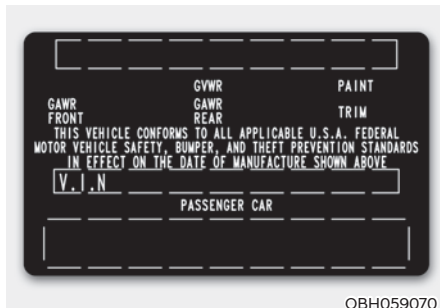 GVWR PAINT
GAWR FRONT GAWR REAR TRIM
THIS VEHICLE CONFORMS TO ALL APPLICABLE U.S.A. FEDERAL
MOTOR VEHICLE SAFETY, BUMPER, AND THEFT PREVENTION STANDARDS
IN EFFECT ON THE DATE OF MANUFACTURE SHOWN ABOVE
V.I.N
PASSENGER CAR
OBH059070